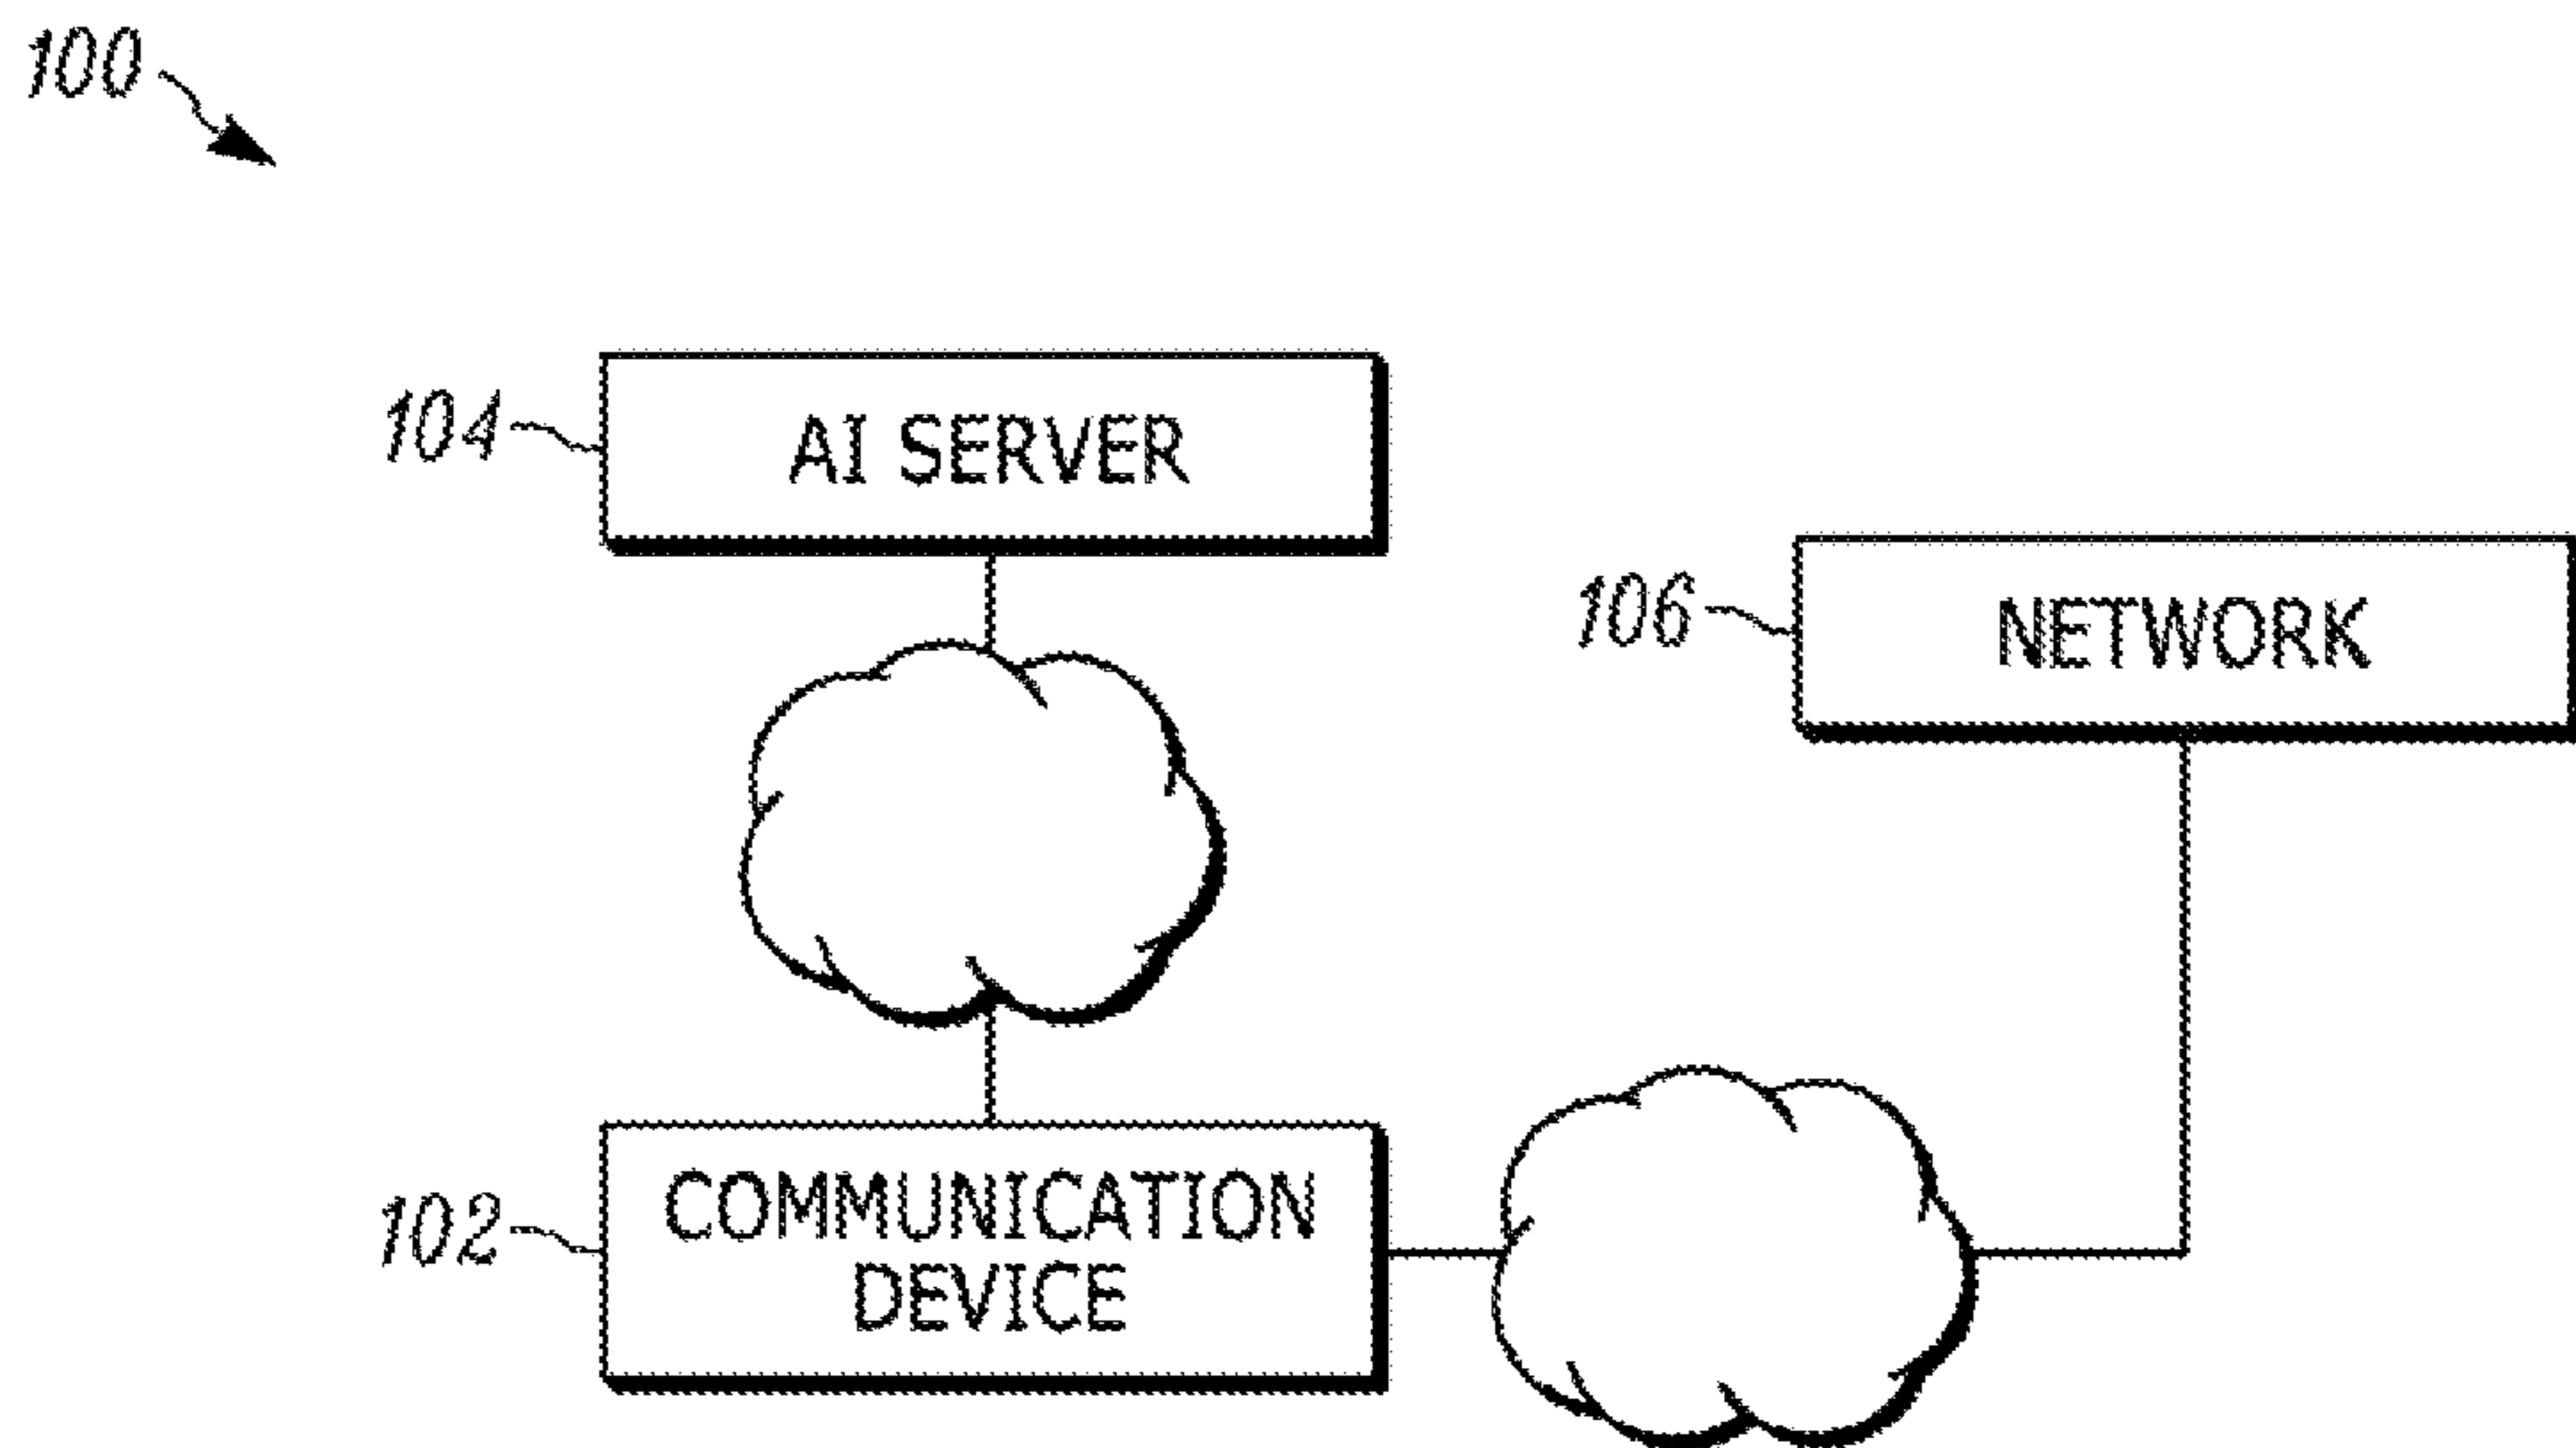 100
104
AI SERVER
106
NETWORK
102
COMMUNICATION
DEVICE